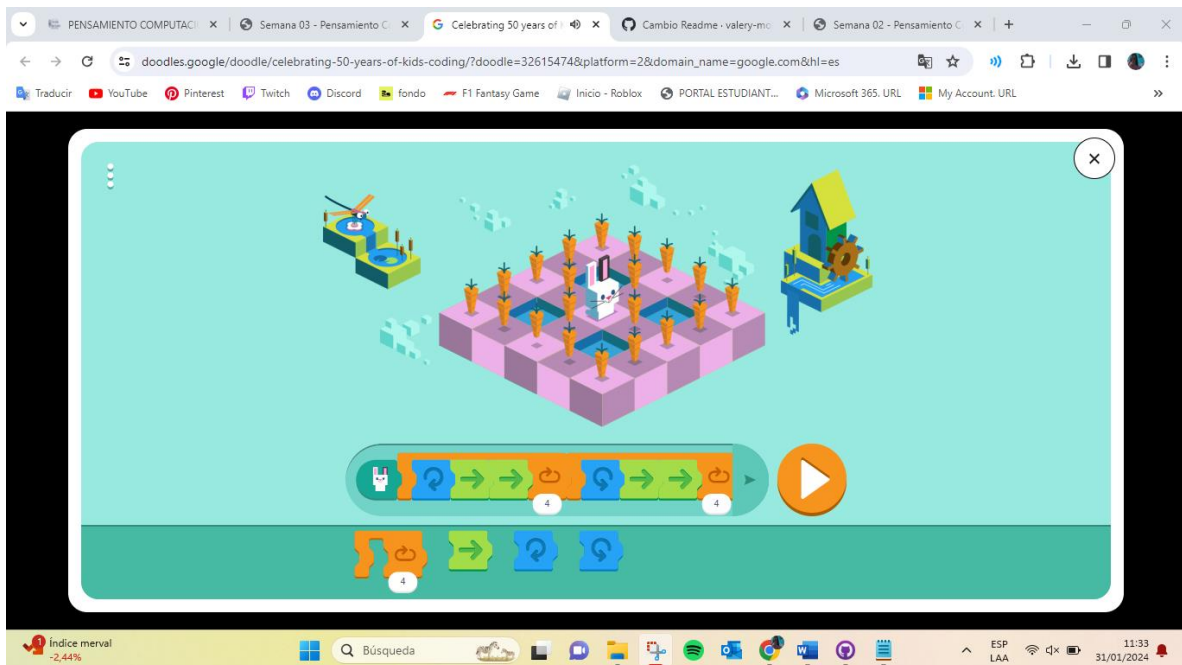 PENSAMIENTO COMPUTACI
Semana 03 - Pensamiento C
Celebrating 50 years of
Cambio Readme · valery-mo
Semana 02 - Pensamiento C
doodles.google/doodle/celebrating-50-years-of-kids-coding/?doodle=32615474&platform=2&domain_name=google.com&hl=es
Traducir
YouTube
Pinterest
Twitch
Discord
fondo
F1 Fantasy Game
Inicio - Roblox
PORTAL ESTUDIANT...
Microsoft 365. URL
My Account. URL
4
4
4
1
Índice merval
-2,44%
Búsqueda
ESP
LAA
11:33
31/01/2024